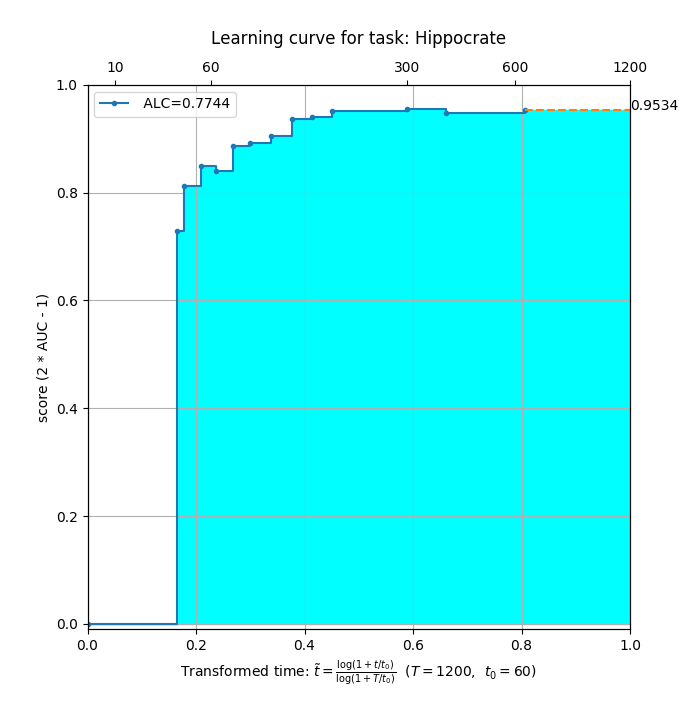 Learning curve for task: Hippocrate
10 60 300 600 1200
ALC=0.7744
0.9534
1.0
0.8
0.6
0.4
0.2
0.0
score (2 * AUC - 1)
0.0 0.2 0.4 0.6 0.8 1.0
Transformed time: t̃ = log(1 + t/t₀) / log(1 + T/t₀) (T = 1200, t₀ = 60)